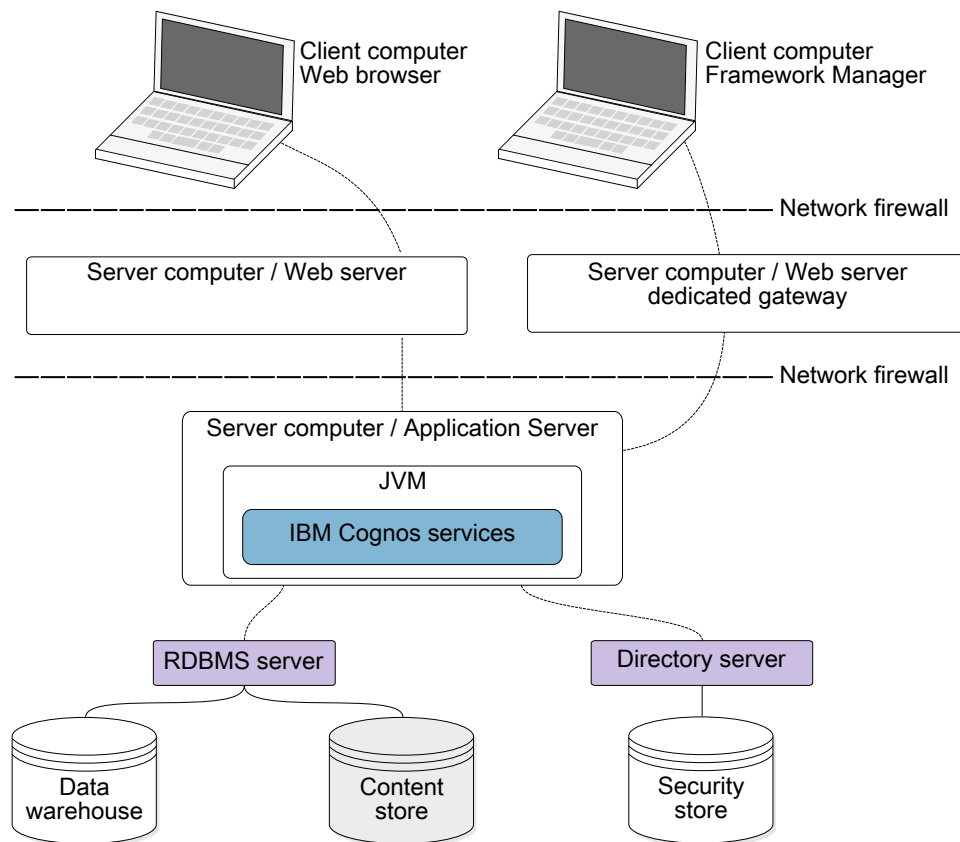 Client computer
Web browser
Client computer
Framework Manager
Network firewall
Server computer / Web server
Server computer / Web server
dedicated gateway
Network firewall
Server computer / Application Server
JVM
IBM Cognos services
RDBMS server
Directory server
Data
warehouse
Content
store
Security
store